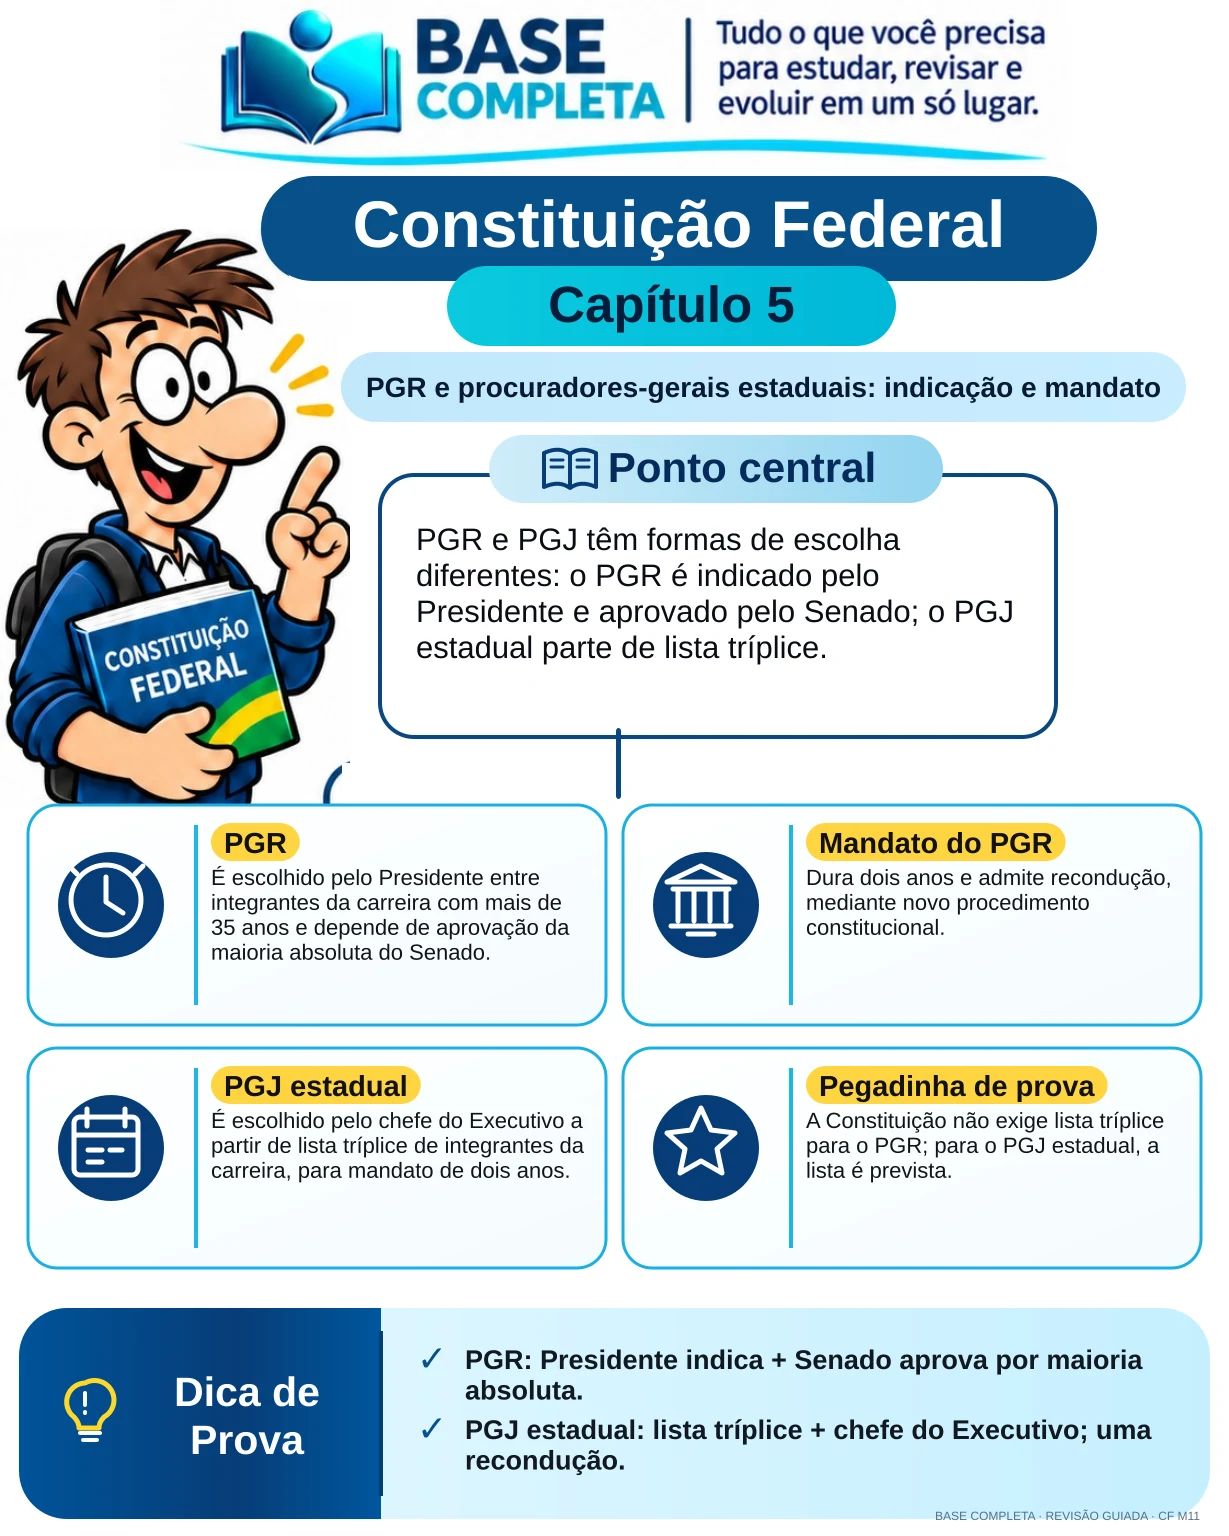 BASE
COMPLETA
Tudo o que você precisa
para estudar, revisar e
evoluir em um só lugar.
Constituição Federal
Capítulo 5
PGR e procuradores-gerais estaduais: indicação e mandato
Ponto central
PGR e PGJ têm formas de escolha
diferentes: o PGR é indicado pelo
Presidente e aprovado pelo Senado; o PGJ
estadual parte de lista tríplice.
CONSTITUIÇÃO
FEDERAL
PGR
É escolhido pelo Presidente entre
integrantes da carreira com mais de
35 anos e depende de aprovação da
maioria absoluta do Senado.
Mandato do PGR
Dura dois anos e admite recondução,
mediante novo procedimento
constitucional.
PGJ estadual
É escolhido pelo chefe do Executivo a
partir de lista tríplice de integrantes da
carreira, para mandato de dois anos.
Pegadinha de prova
A Constituição não exige lista tríplice
para o PGR; para o PGJ estadual, a
lista é prevista.
Dica de
Prova
✓ PGR: Presidente indica + Senado aprova por maioria
absoluta.
✓ PGJ estadual: lista tríplice + chefe do Executivo; uma
recondução.
BASE COMPLETA · REVISÃO GUIADA · CF M11